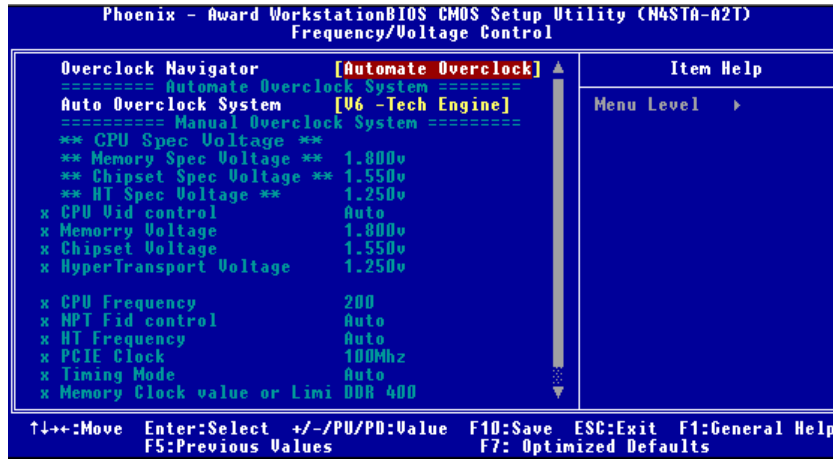 Phoenix - Award WorkstationBIOS CMOS Setup Utility (N4STA-A2T)
Frequency/Voltage Control
Overclock Navigator [Automate Overclock]
========= Automate Overclock System ========
Auto Overclock System [V6 -Tech Engine]
========== Manual Overclock System =========
** CPU Spec Voltage **
** Memory Spec Voltage ** 1.800v
** Chipset Spec Voltage ** 1.550v
** HT Spec Voltage ** 1.250v
x CPU Vid control Auto
x Memorry Voltage 1.800v
x Chipset Voltage 1.550v
x HyperTransport Voltage 1.250v
x CPU Frequency 200
x NPT Fid control Auto
x HT Frequency Auto
x PCIE Clock 100Mhz
x Timing Mode Auto
x Memory Clock value or Limi DDR 400
Item Help
Menu Level ▸
↑↓→←:Move Enter:Select +/-/PU/PD:Value F10:Save ESC:Exit F1:General Help
F5:Previous Values F7: Optimized Defaults